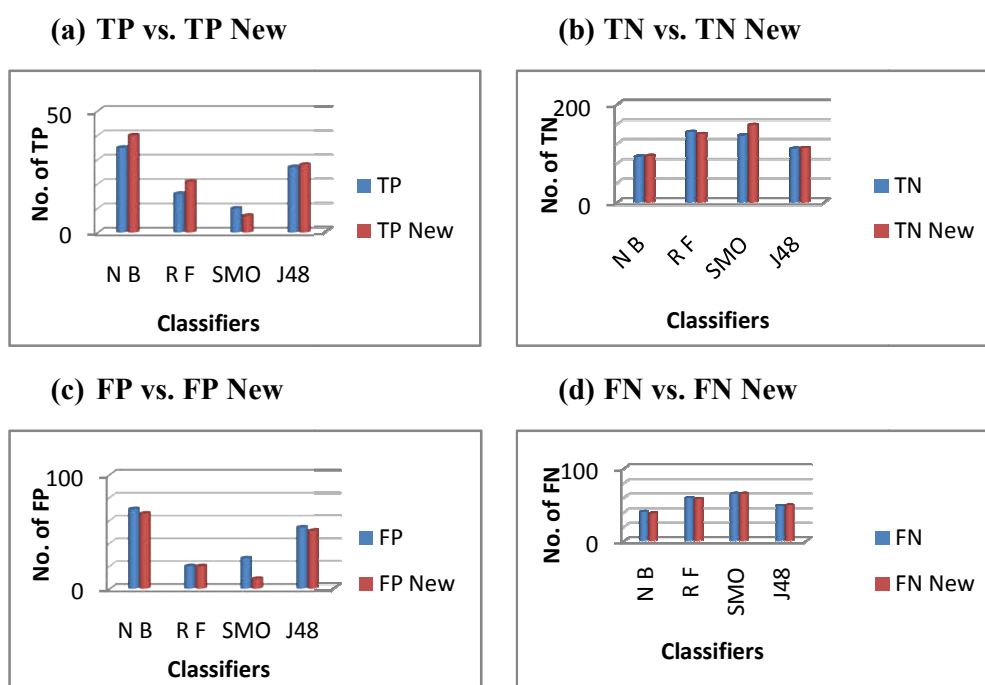 (a) TP vs. TP New
50
0
No. of TP
N B R F SMO J48
Classifiers
TP
TP New
(b) TN vs. TN New
200
0
No. of TN
N B R F SMO J48
Classifiers
TN
TN New
(c) FP vs. FP New
100
0
No. of FP
N B R F SMO J48
Classifiers
FP
FP New
(d) FN vs. FN New
100
0
No. of FN
N B R F SMO J48
Classifiers
FN
FN New